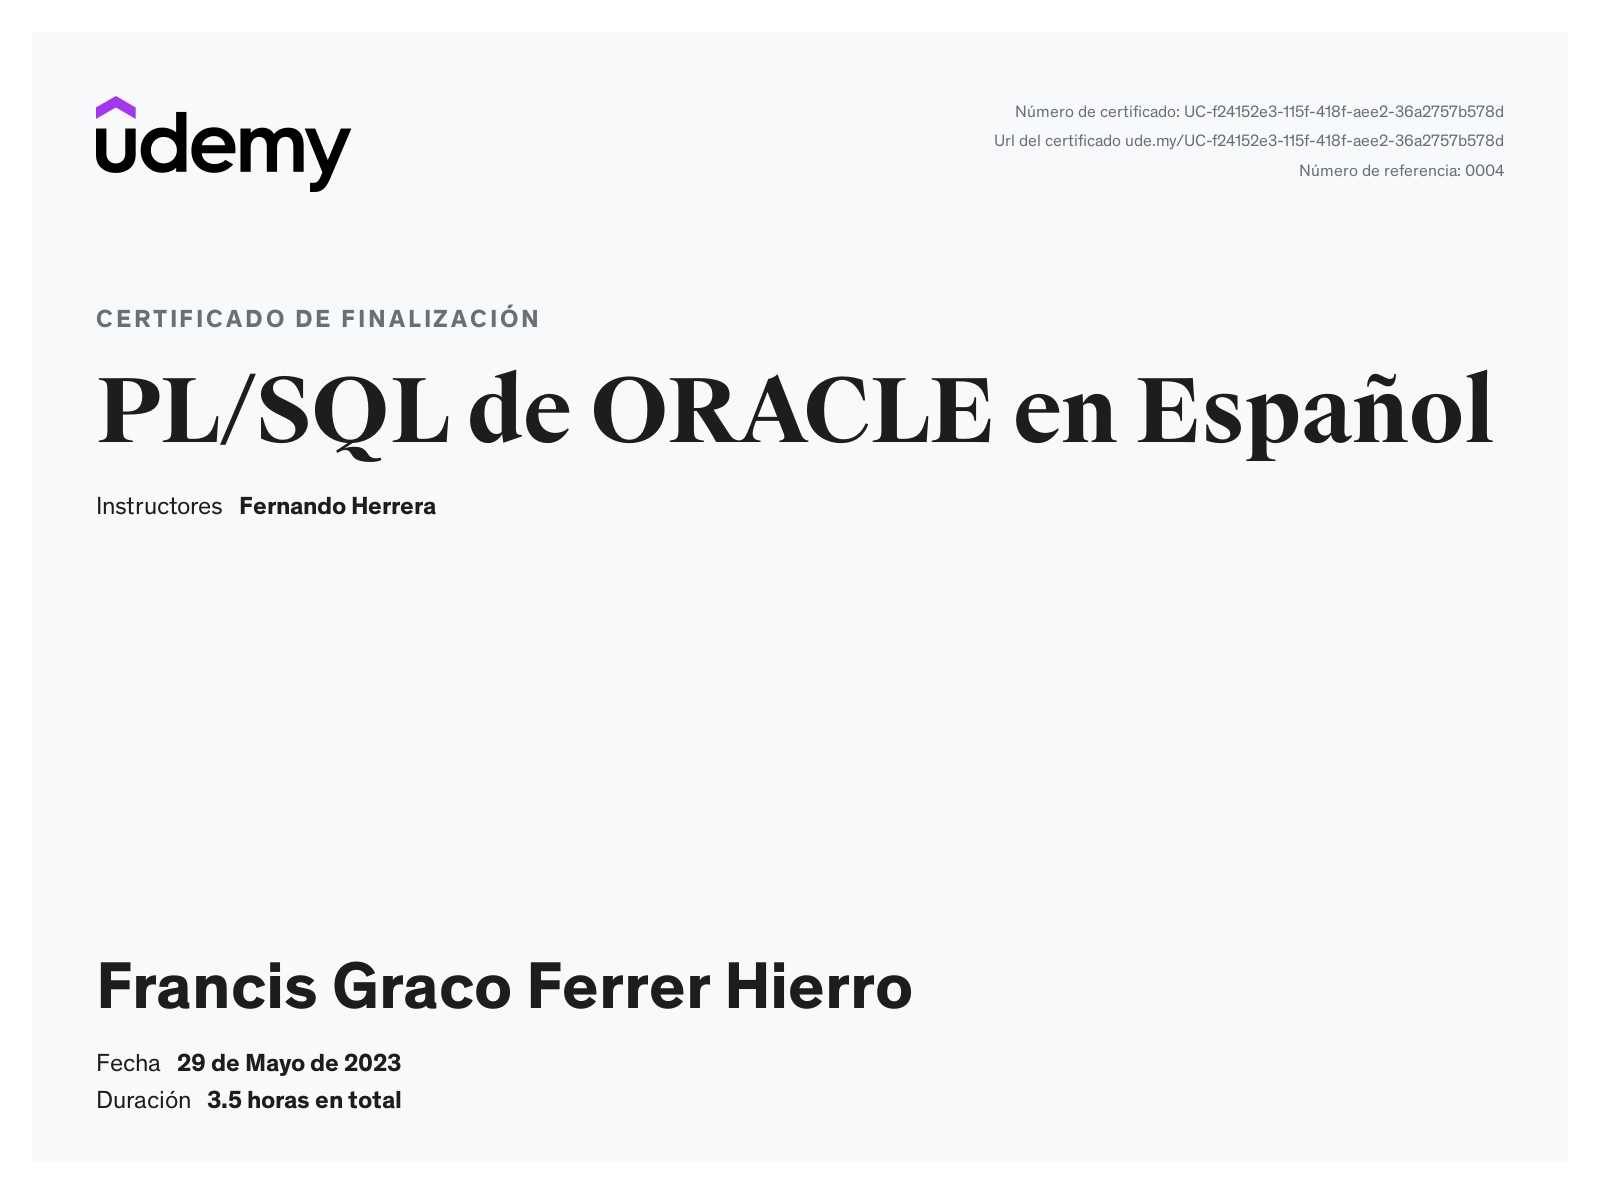 udemy
Número de certificado: UC-f24152e3-115f-418f-aee2-36a2757b578d
Url del certificado ude.my/UC-f24152e3-115f-418f-aee2-36a2757b578d
Número de referencia: 0004
CERTIFICADO DE FINALIZACIÓN
PL/SQL de ORACLE en Español
Instructores Fernando Herrera
Francis Graco Ferrer Hierro
Fecha 29 de Mayo de 2023
Duración 3.5 horas en total